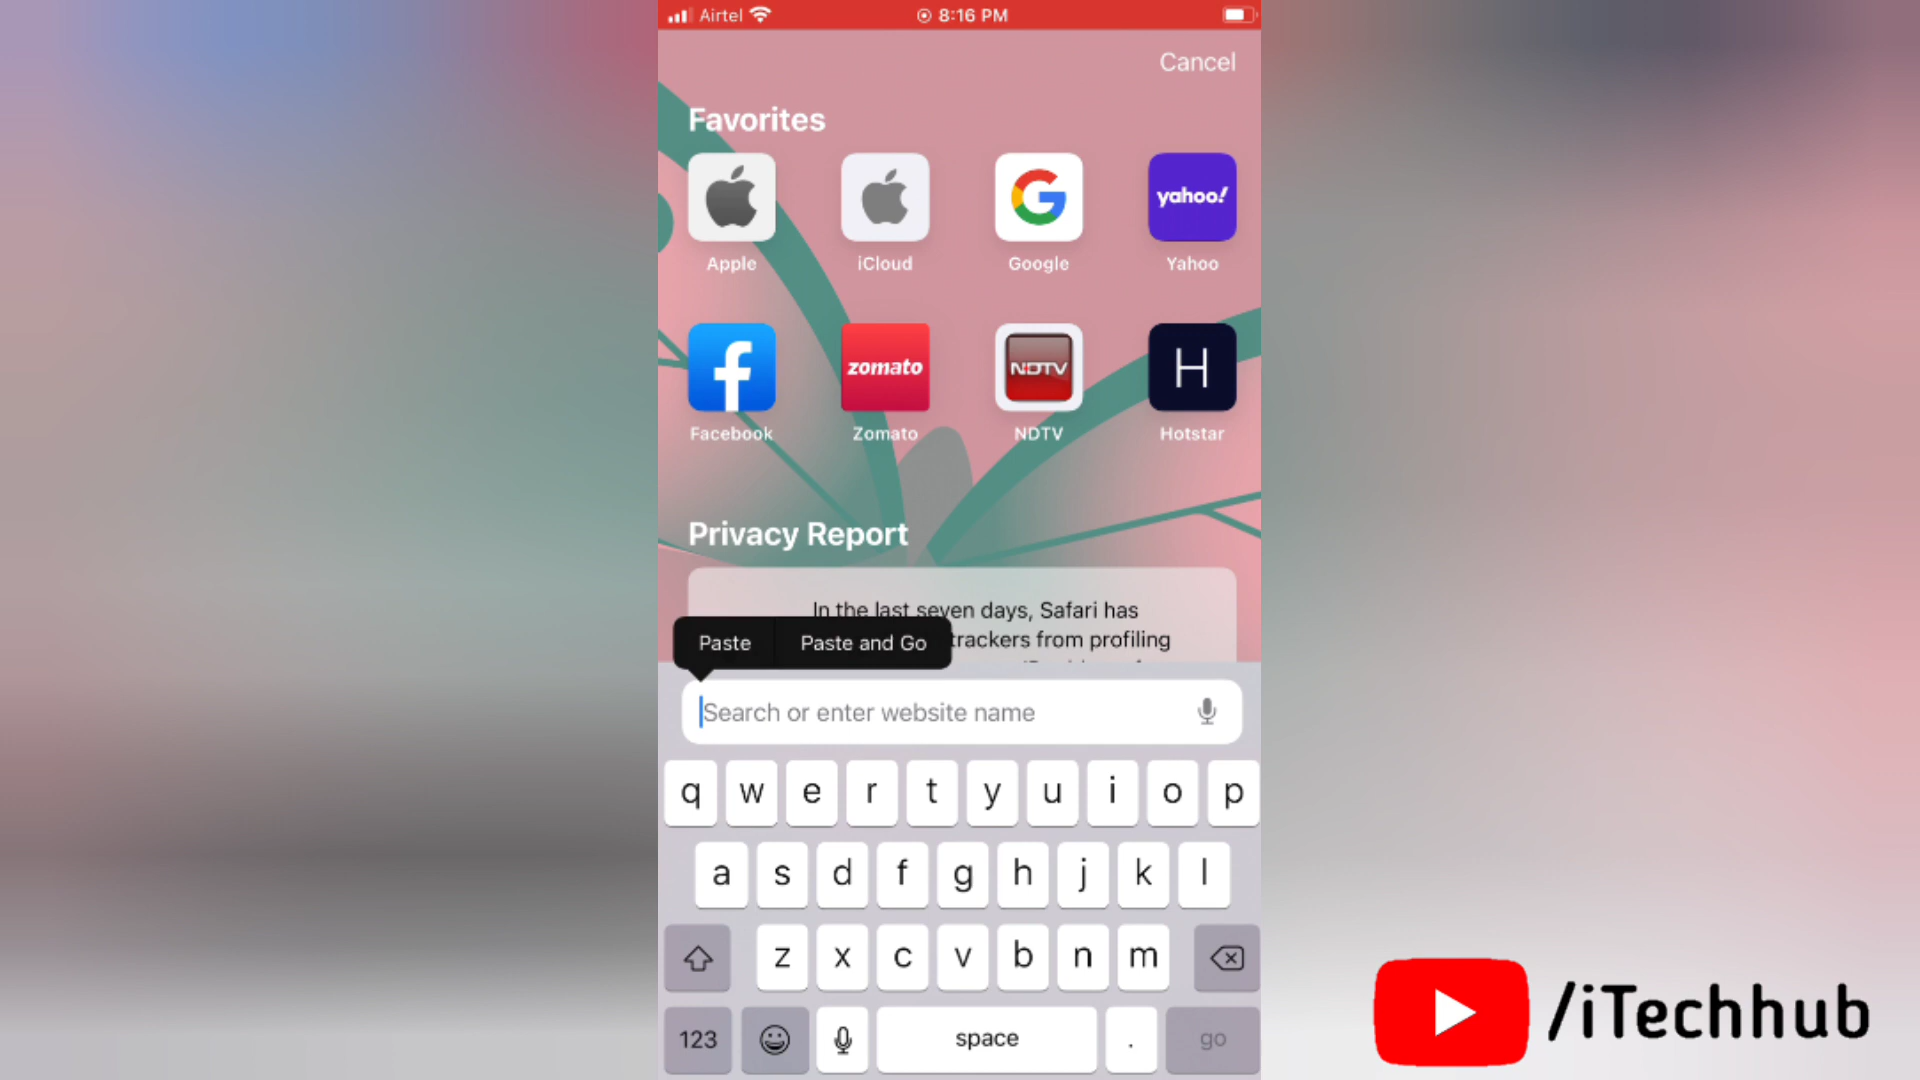 Airtel 8:16 PM
Cancel
Favorites
yahoo!
Apple iCloud Google Yahoo
f zomato NDTV H
Facebook Zomato NDTV Hotstar
Privacy Report
In the last seven days, Safari has
trackers from profiling
Paste Paste and Go
Search or enter website name
q w e r t y u i o p
a s d f g h j k l
z x c v b n m
123 space . go
/iTechhub